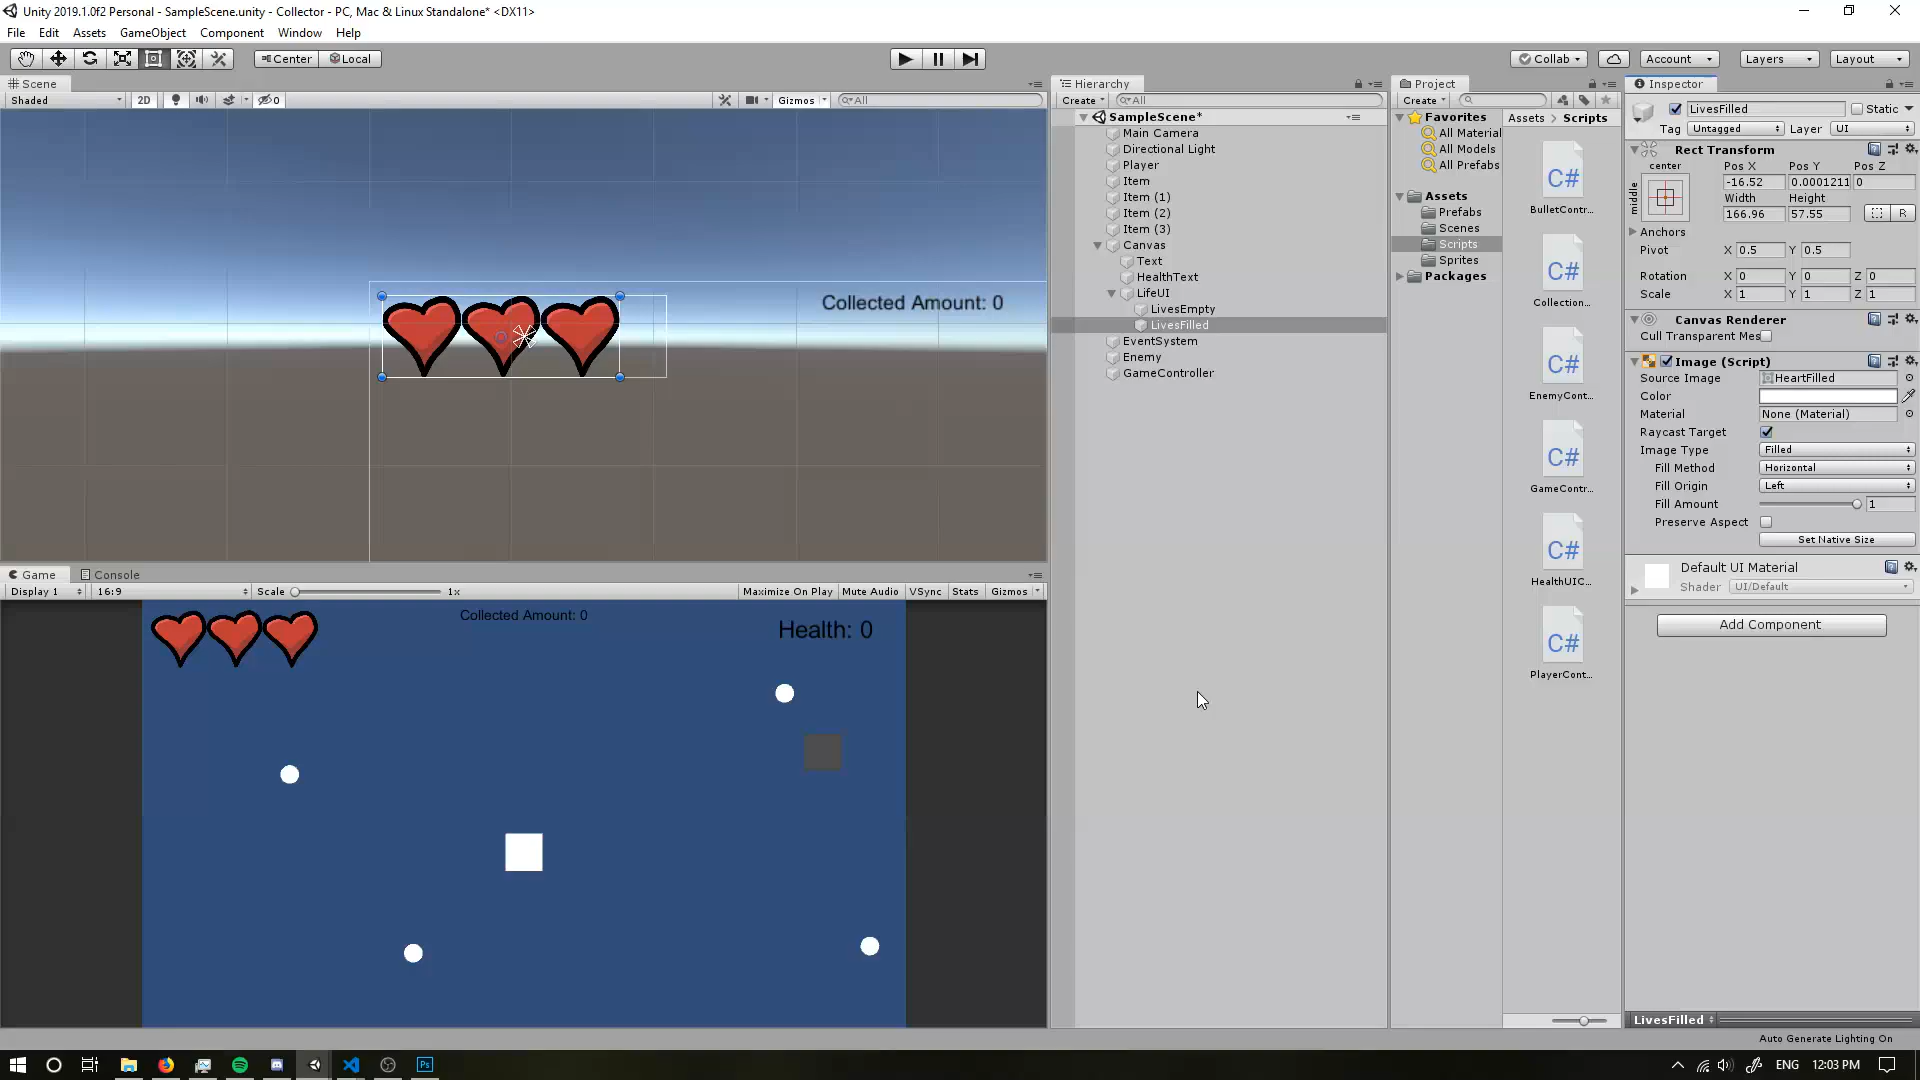 Unity 2019.1.0f2 Personal - SampleScene.unity - Collector - PC, Mac & Linux Standalone* <DX11>
File Edit Assets GameObject Component Window Help
Center Local
Collab Account Layers Layout
Scene
Shaded 2D 0 Gizmos All
Collected Amount: 0
Game Console
Display 1 16:9 Scale 1x Maximize On Play Mute Audio VSync Stats Gizmos
Collected Amount: 0
Health: 0
Hierarchy
Create All
SampleScene*
Main Camera
Directional Light
Player
Item
Item (1)
Item (2)
Item (3)
Canvas
Text
HealthText
LifeUI
LivesEmpty
LivesFilled
EventSystem
Enemy
GameController
Project
Create
Favorites
All Material
All Models
All Prefabs
Assets
Prefabs
Scenes
Scripts
Sprites
Packages
Assets > Scripts
C#
BulletContr...
C#
Collection...
C#
EnemyCont...
C#
GameContr...
C#
HealthUIC...
C#
PlayerCont...
Inspector
LivesFilled Static
Tag Untagged Layer UI
Rect Transform
center Pos X Pos Y Pos Z
middle -16.52 0.0001211 0
Width Height
166.96 57.55 R
Anchors
Pivot X 0.5 Y 0.5
Rotation X 0 Y 0 Z 0
Scale X 1 Y 1 Z 1
Canvas Renderer
Cull Transparent Mes
Image (Script)
Source Image HeartFilled
Color
Material None (Material)
Raycast Target
Image Type Filled
Fill Method Horizontal
Fill Origin Left
Fill Amount 1
Preserve Aspect
Set Native Size
Default UI Material
Shader UI/Default
Add Component
LivesFilled
Auto Generate Lighting On
Ps
ENG 12:03 PM